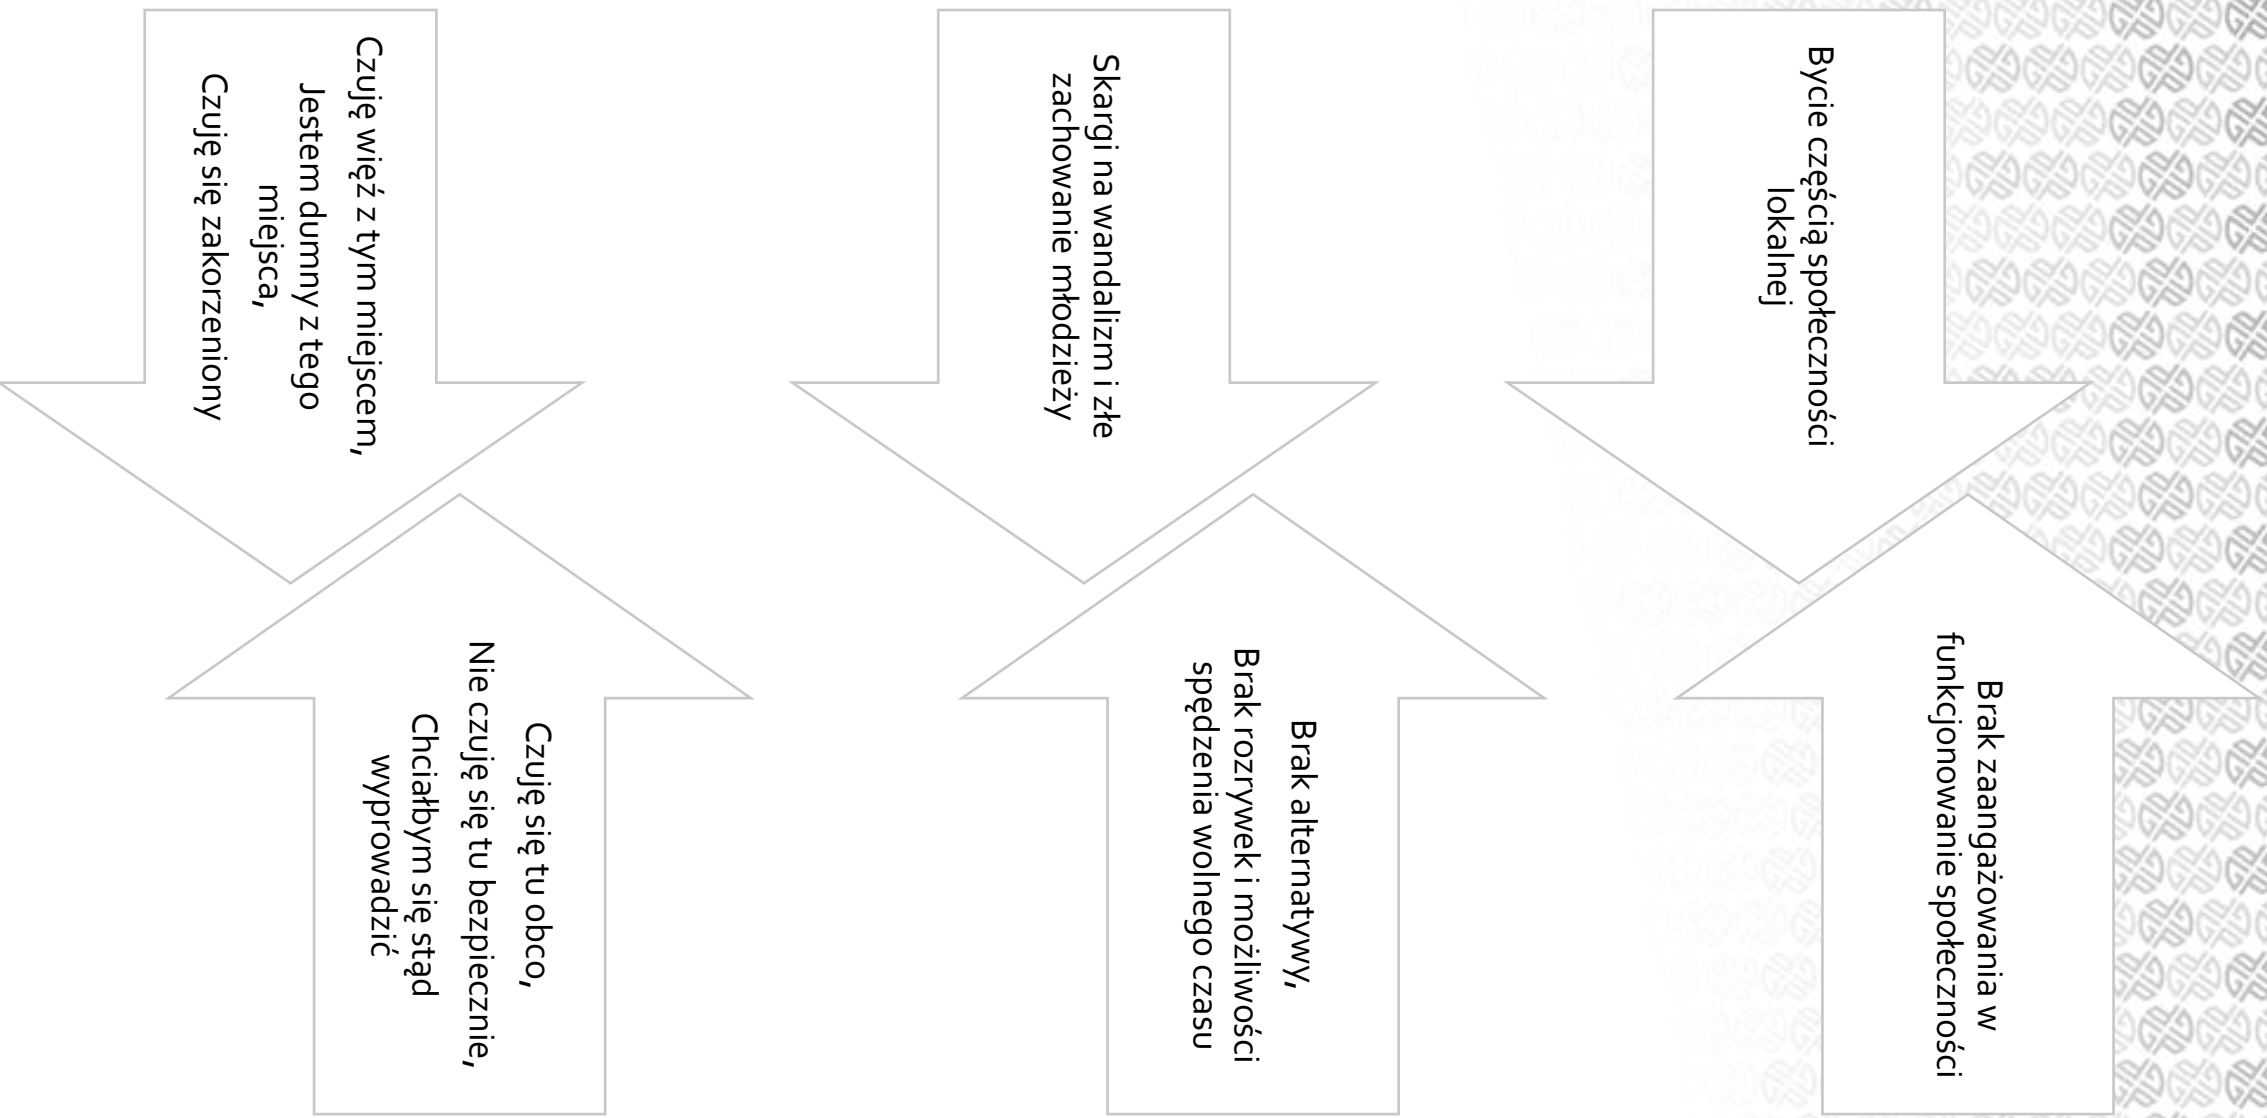 Bycie częścią społeczności
lokalnej
Brak zaangażowania w
funkcjonowanie społeczności
Skargi na wandalizm i złe
zachowanie młodzieży
Brak alternatywy,
Brak rozrywek i możliwości
spędzenia wolnego czasu
Czuję więź z tym miejscem,
Jestem dumny z tego
miejsca,
Czuję się zakorzeniony
Czuję się tu obco,
Nie czuję się tu bezpiecznie,
Chciałbym się stąd
wyprowadzić